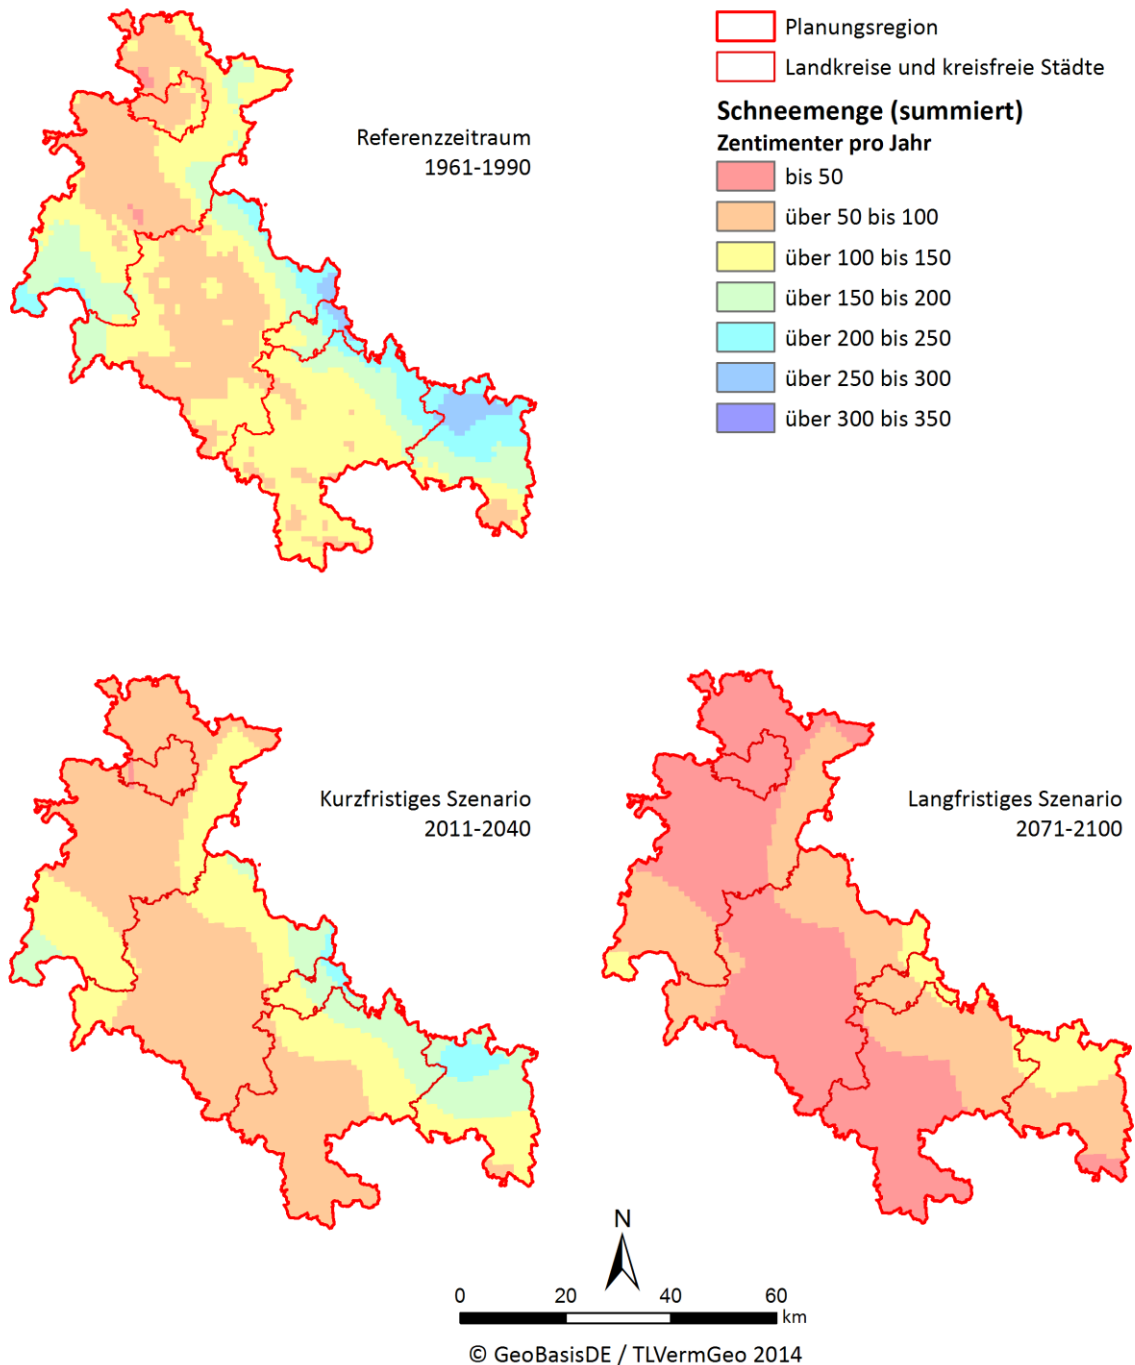 Planungsregion
Landkreise und kreisfreie Städte
Schneemenge (summiert)
Zentimeter pro Jahr
bis 50
über 50 bis 100
über 100 bis 150
über 150 bis 200
über 200 bis 250
über 250 bis 300
über 300 bis 350
Referenzzeitraum
1961-1990
Kurzfristiges Szenario
2011-2040
Langfristiges Szenario
2071-2100
N
0 20 40 60
km
© GeoBasisDE / TLVermGeo 2014